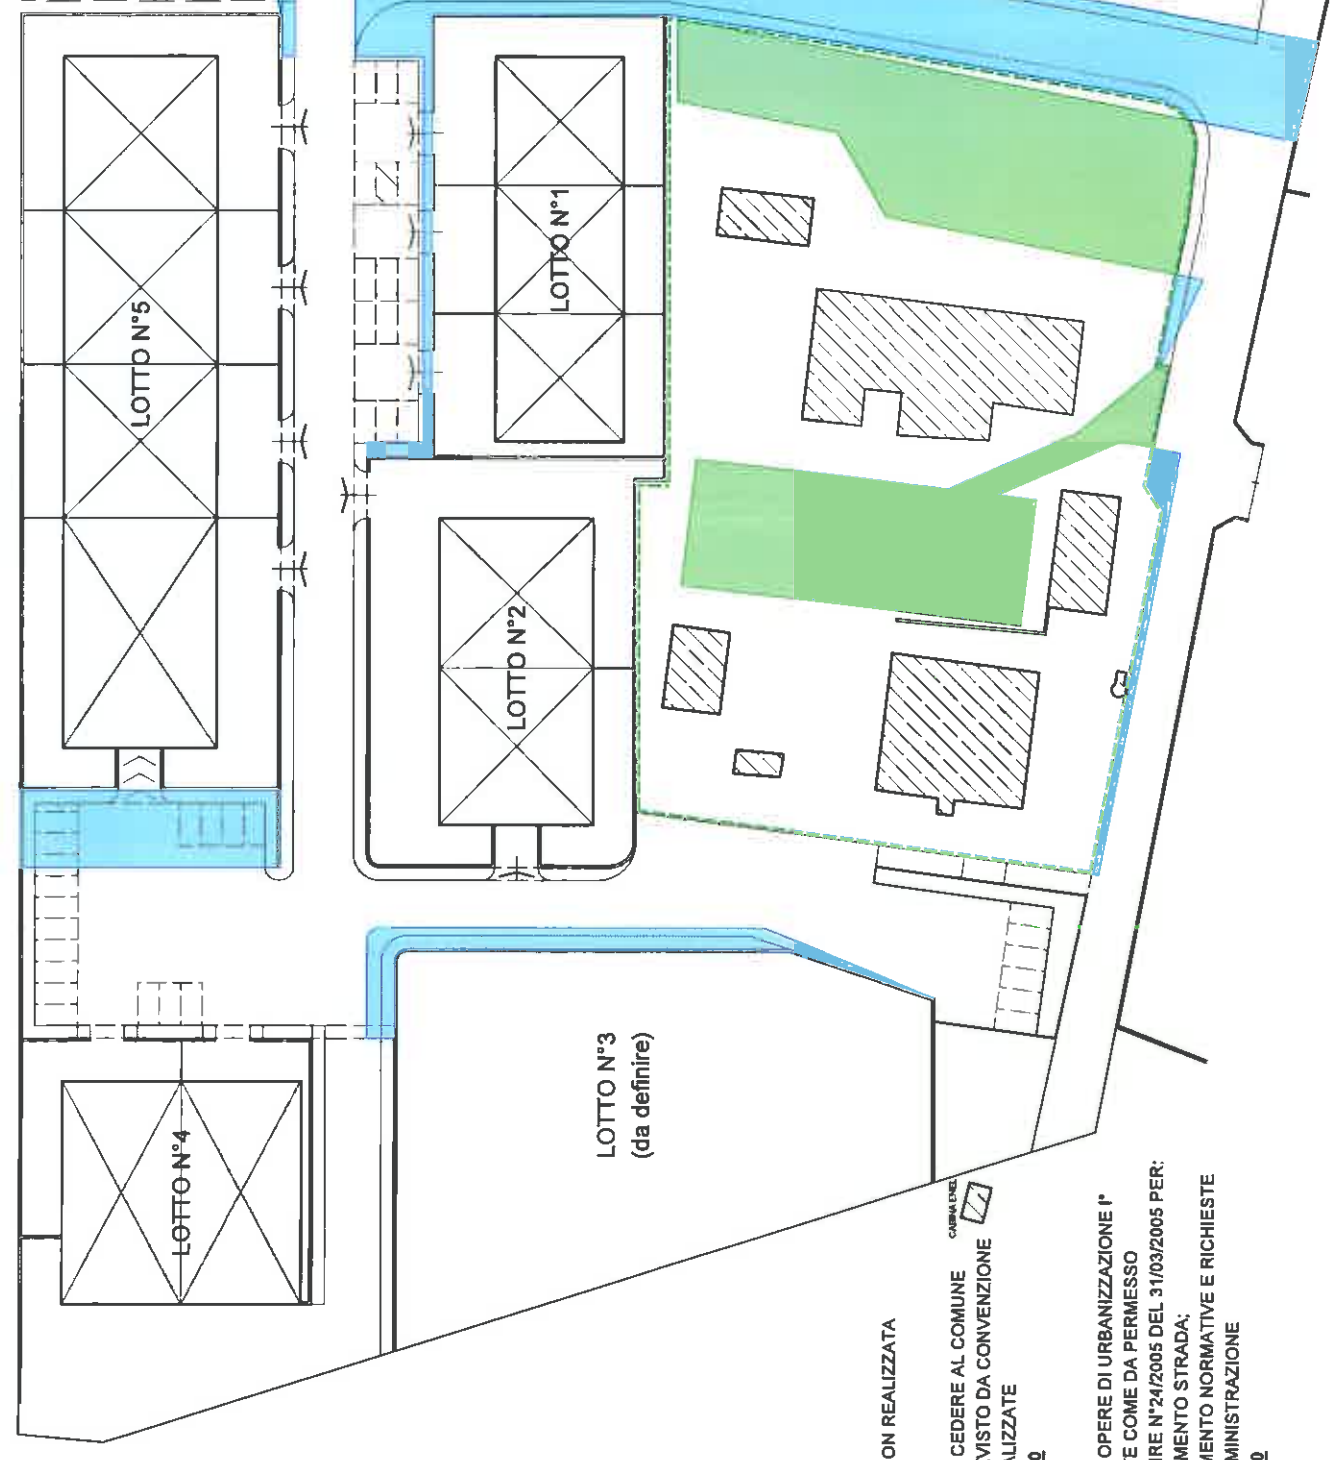 LOTTO N°5
LOTTO N°1
LOTTO N°2
LOTTO N°4
LOTTO N°3
(da definire)
CABINA ENEL
ON REALIZZATA
CEDERE AL COMUNE
VISTO DA CONVENZIONE
LIZZATE
OPERE DI URBANIZZAZIONE I°
E COME DA PERMESSO
IRE N°24/2005 DEL 31/03/2005 PER:
MENTO STRADA;
MENTO NORMATIVE E RICHIESTE
MINISTRAZIONE